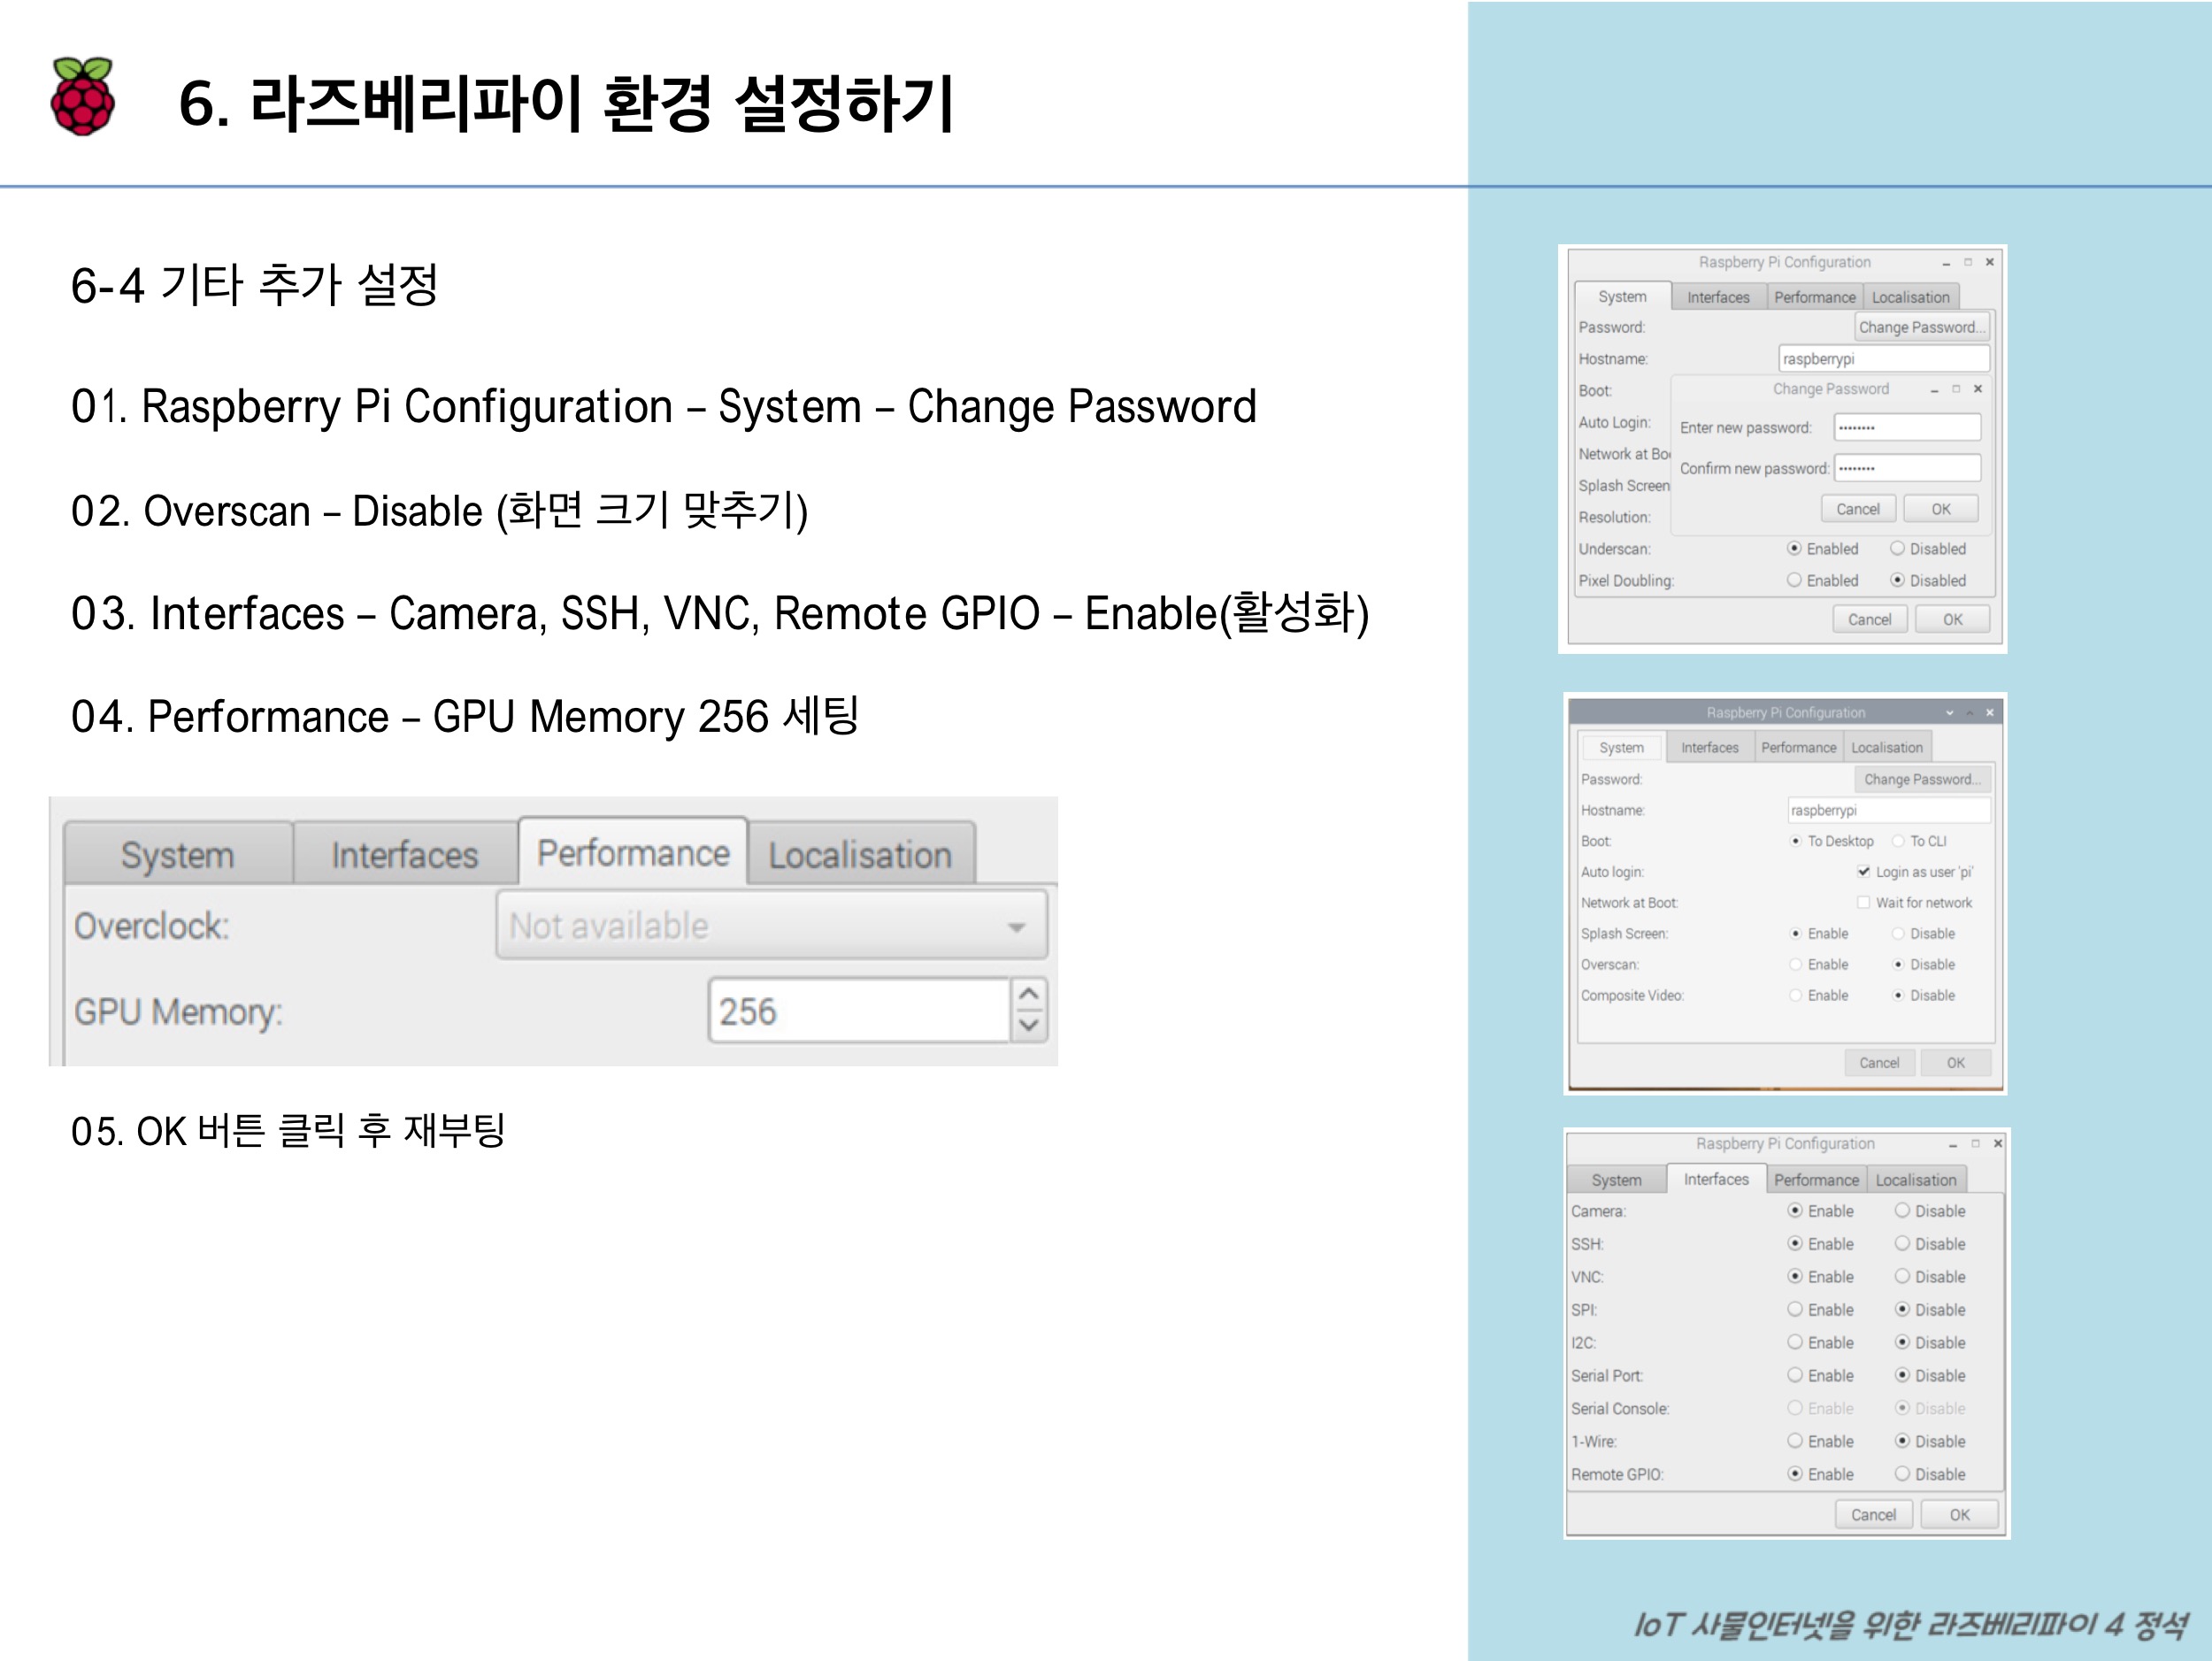 6. 라즈베리파이 환경 설정하기
6-4 기타 추가 설정
01. Raspberry Pi Configuration – System – Change Password
02. Overscan – Disable (화면 크기 맞추기)
03. Interfaces – Camera, SSH, VNC, Remote GPIO – Enable(활성화)
04. Performance – GPU Memory 256 세팅
System Interfaces Performance Localisation
Overclock: Not available
GPU Memory: 256
05. OK 버튼 클릭 후 재부팅
Raspberry Pi Configuration
System Interfaces Performance Localisation
Password: Change Password...
Hostname: raspberrypi
Boot: Change Password
Auto Login: Enter new password:
Network at Bo
Confirm new password:
Splash Screen
Cancel OK
Resolution:
Underscan: Enabled Disabled
Pixel Doubling: Enabled Disabled
Cancel OK
Raspberry Pi Configuration
System Interfaces Performance Localisation
Password: Change Password...
Hostname: raspberrypi
Boot: To Desktop To CLI
Auto login: Login as user 'pi'
Network at Boot: Wait for network
Splash Screen: Enable Disable
Overscan: Enable Disable
Composite Video: Enable Disable
Cancel OK
Raspberry Pi Configuration
System Interfaces Performance Localisation
Camera: Enable Disable
SSH: Enable Disable
VNC: Enable Disable
SPI: Enable Disable
I2C: Enable Disable
Serial Port: Enable Disable
Serial Console: Enable Disable
1-Wire: Enable Disable
Remote GPIO: Enable Disable
Cancel OK
IoT 사물인터넷을 위한 라즈베리파이 4 정석